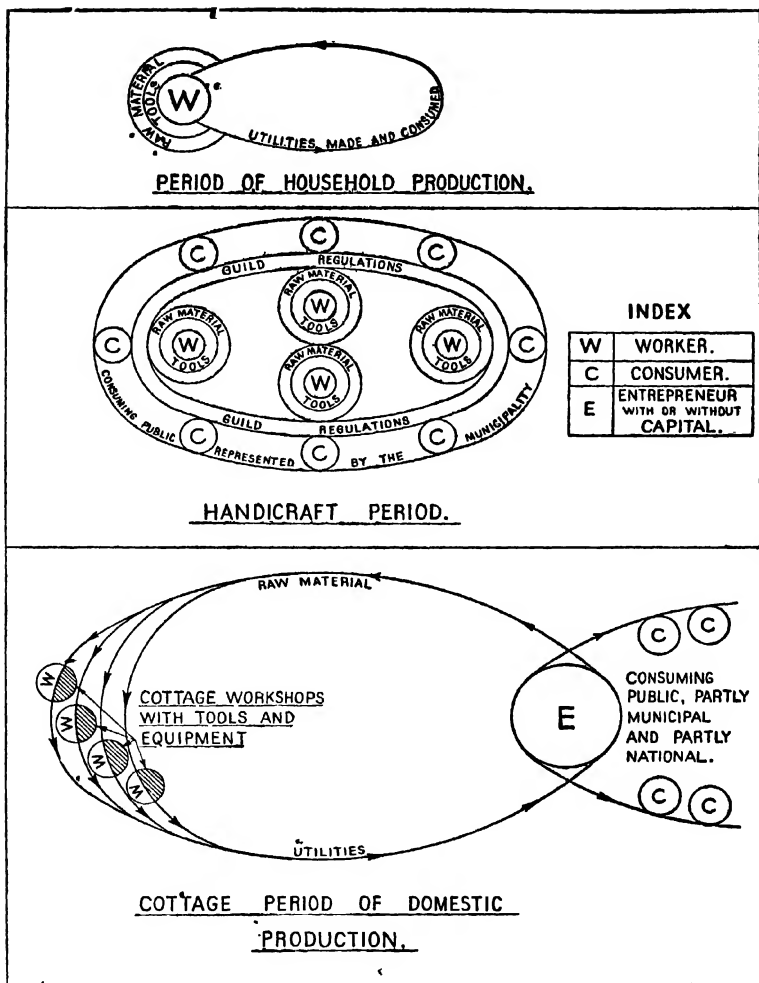 RAW MATERIAL
TOOLS
W
UTILITIES, MADE AND CONSUMED
PERIOD OF HOUSEHOLD PRODUCTION.
C
C
C
GUILD REGULATIONS
RAW MATERIAL
W
TOOLS
RAW MATERIAL
W
TOOLS
RAW MATERIAL
W
TOOLS
RAW MATERIAL
W
TOOLS
C
C
GUILD REGULATIONS
C
C
C
CONSUMING PUBLIC REPRESENTED BY THE MUNICIPALITY
HANDICRAFT PERIOD.
INDEX
W WORKER.
C CONSUMER.
E ENTREPRENEUR
WITH OR WITHOUT
CAPITAL.
RAW MATERIAL
W
W
W
W
COTTAGE WORKSHOPS
WITH TOOLS AND
EQUIPMENT
UTILITIES
E
C C
CONSUMING
PUBLIC, PARTLY
MUNICIPAL
AND PARTLY
NATIONAL.
C C
COTTAGE PERIOD OF DOMESTIC
PRODUCTION.